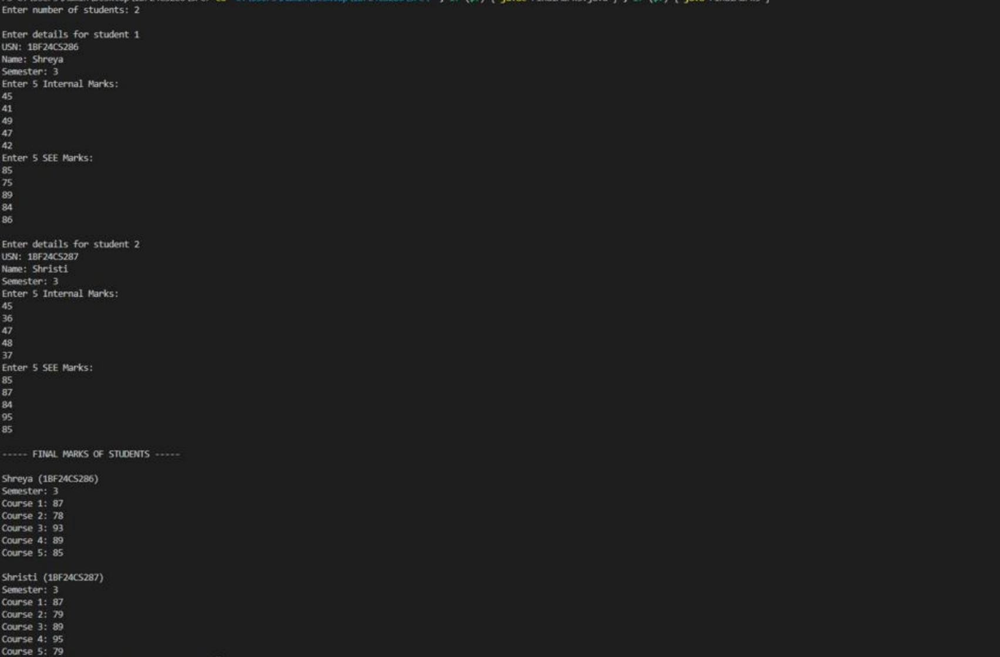 Enter number of students: 2
Enter details for student 1
USN: 1BF24CS286
Name: Shreya
Semester: 3
Enter 5 Internal Marks:
45
41
49
47
42
Enter 5 SEE Marks:
85
75
89
84
86
Enter details for student 2
USN: 1BF24CS287
Name: Shristi
Semester: 3
Enter 5 Internal Marks:
45
36
47
48
37
Enter 5 SEE Marks:
85
87
84
95
85
----- FINAL MARKS OF STUDENTS -----
Shreya (1BF24CS286)
Semester: 3
Course 1: 87
Course 2: 78
Course 3: 93
Course 4: 89
Course 5: 85
Shristi (1BF24CS287)
Semester: 3
Course 1: 87
Course 2: 79
Course 3: 89
Course 4: 95
Course 5: 79